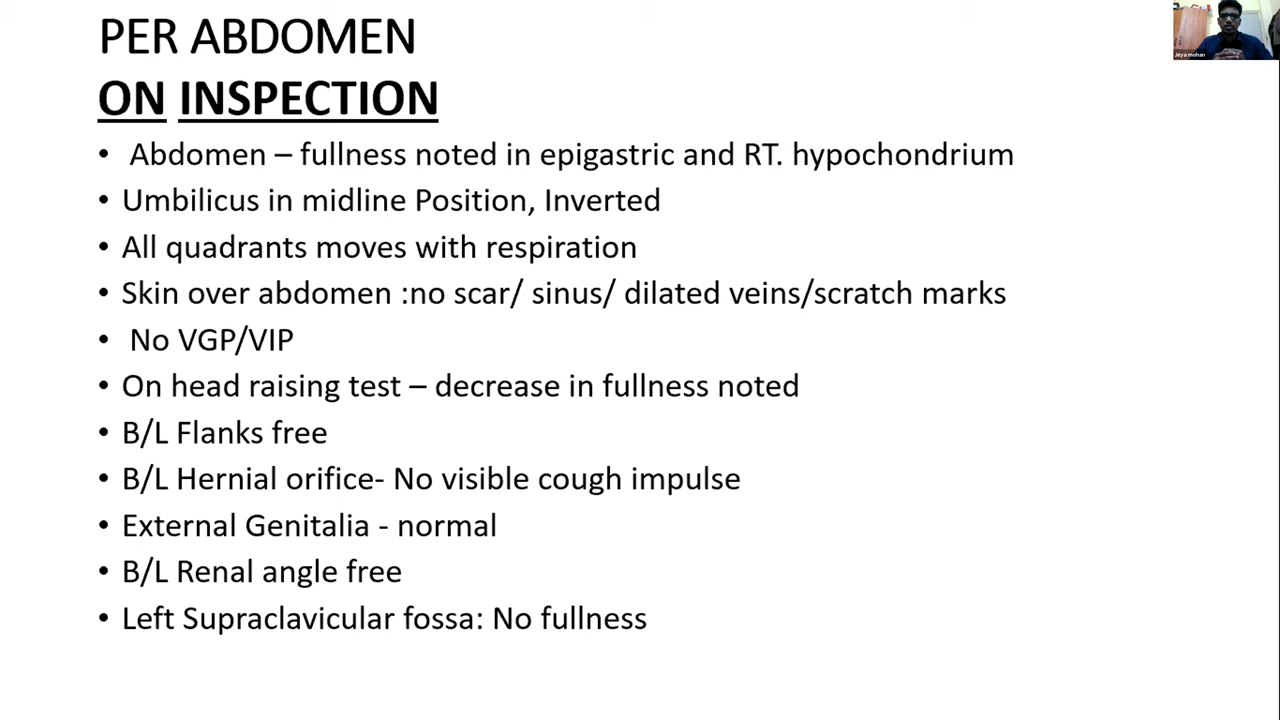 PER ABDOMEN
ON INSPECTION
• Abdomen – fullness noted in epigastric and RT. hypochondrium
• Umbilicus in midline Position, Inverted
• All quadrants moves with respiration
• Skin over abdomen :no scar/ sinus/ dilated veins/scratch marks
• No VGP/VIP
• On head raising test – decrease in fullness noted
• B/L Flanks free
• B/L Hernial orifice- No visible cough impulse
• External Genitalia - normal
• B/L Renal angle free
• Left Supraclavicular fossa: No fullness
Jeya mohan